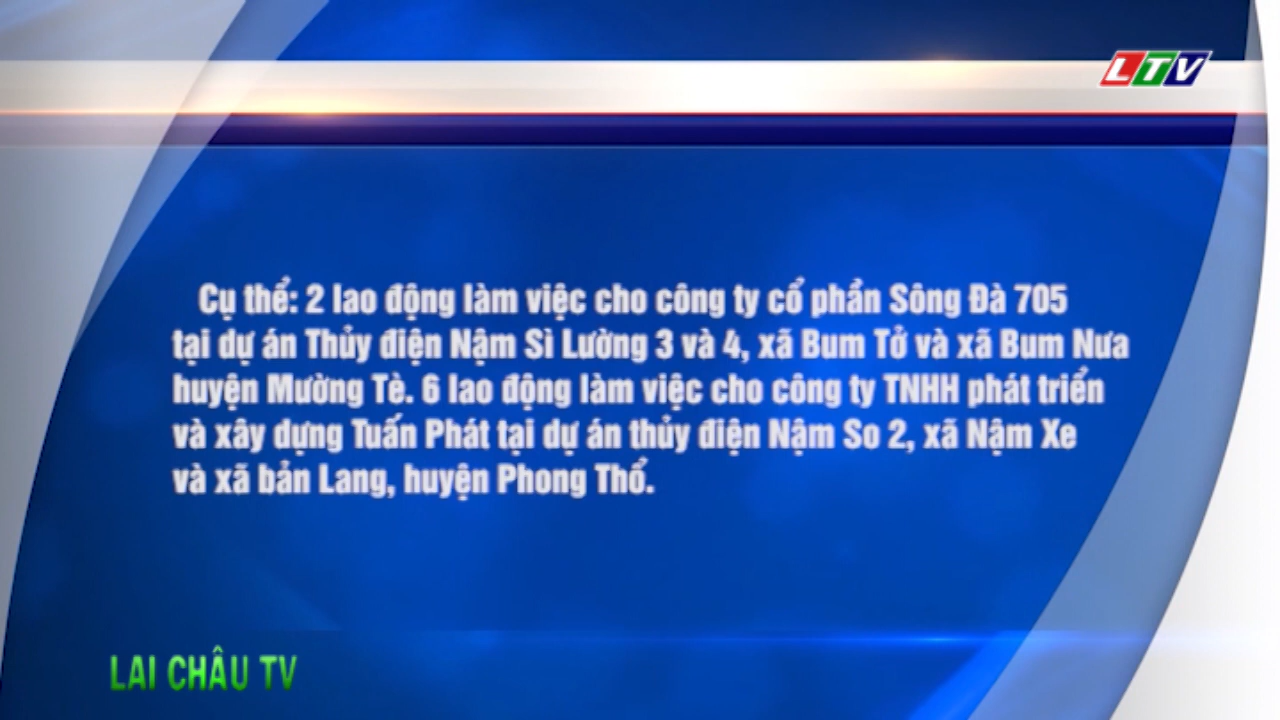 LTV
Cụ thể: 2 lao động làm việc cho công ty cổ phần Sông Đà 705
tại dự án Thủy điện Nậm Sì Lường 3 và 4, xã Bum Tở và xã Bum Nưa
huyện Mường Tè. 6 lao động làm việc cho công ty TNHH phát triển
và xây dựng Tuấn Phát tại dự án thủy điện Nậm So 2, xã Nậm Xe
và xã bản Lang, huyện Phong Thổ.
LAI CHÂU TV